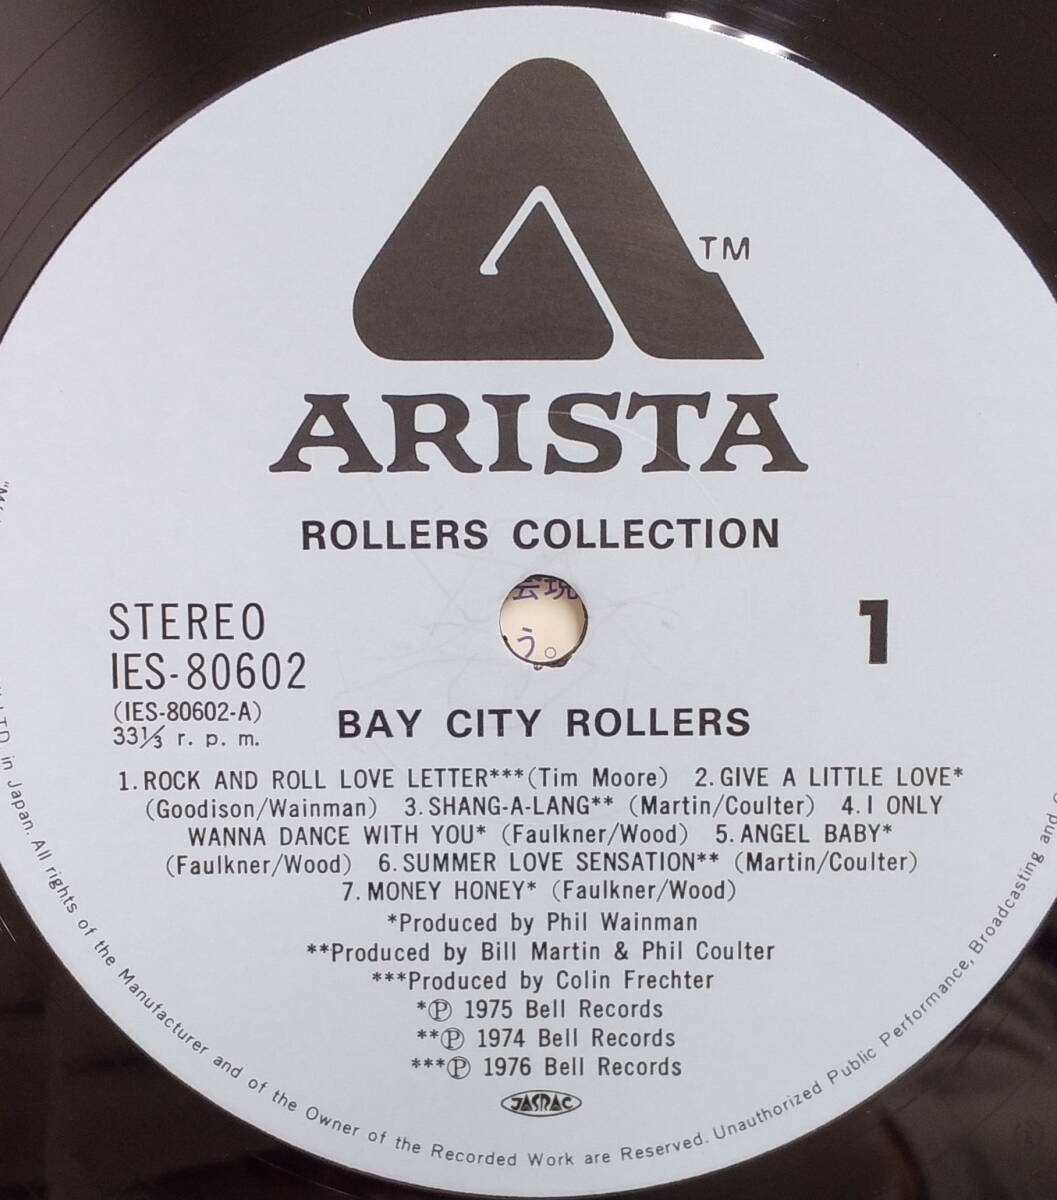 TM
ARISTA
ROLLERS COLLECTION
STEREO
IES-80602
(IES-80602-A)
33⅓ r. p. m.
1
う。
BAY CITY ROLLERS
1. ROCK AND ROLL LOVE LETTER***(Tim Moore) 2. GIVE A LITTLE LOVE*
(Goodison/Wainman) 3. SHANG-A-LANG** (Martin/Coulter) 4. I ONLY
WANNA DANCE WITH YOU* (Faulkner/Wood) 5. ANGEL BABY*
(Faulkner/Wood) 6. SUMMER LOVE SENSATION** (Martin/Coulter)
7. MONEY HONEY* (Faulkner/Wood)
*Produced by Phil Wainman
**Produced by Bill Martin & Phil Coulter
***Produced by Colin Frechter
*Ⓟ 1975 Bell Records
**Ⓟ 1974 Bell Records
***Ⓟ 1976 Bell Records
JASRAC
LTD in Japan. All rights of the Manufacturer and of the Owner of the Recorded Work are Reserved. Unauthorized Public Performance, Broadcasting and